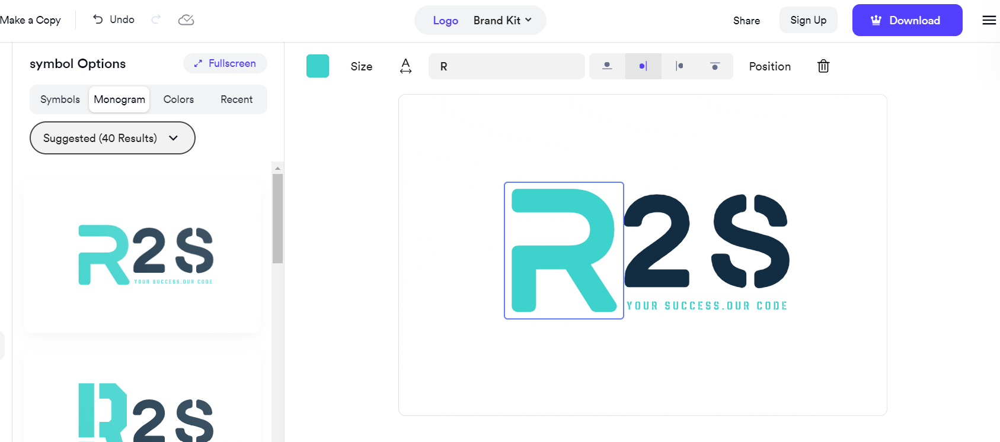 Make a Copy
Undo
Logo
Brand Kit
Share
Sign Up
Download
symbol Options
Fullscreen
Symbols
Monogram
Colors
Recent
Suggested (40 Results)
R2S
YOUR SUCCESS.OUR CODE
R2S
Size
A
R
Position
R2S
YOUR SUCCESS.OUR CODE